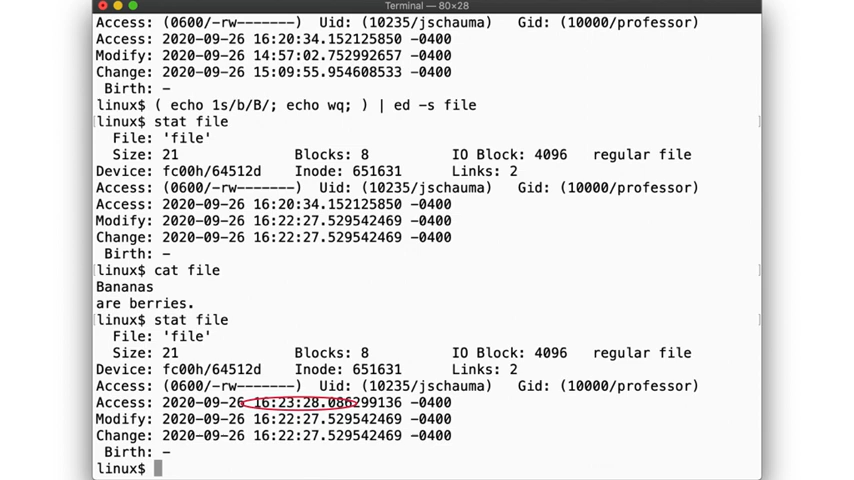 Terminal — 80×28
Access: (0600/-rw-------)  Uid: (10235/jschauma)   Gid: (10000/professor)
Access: 2020-09-26 16:20:34.152125850 -0400
Modify: 2020-09-26 14:57:02.752992607 -0400
Change: 2020-09-26 15:09:55.954608533 -0400
 Birth: -
linux$ ( echo 1s/b/B/; echo wq; ) | ed -s file
linux$ stat file
  File: 'file'
  Size: 21              Blocks: 8          IO Block: 4096   regular file
Device: fc00h/64512d    Inode: 651631      Links: 2
Access: (0600/-rw-------)  Uid: (10235/jschauma)   Gid: (10000/professor)
Access: 2020-09-26 16:20:34.152125850 -0400
Modify: 2020-09-26 16:22:27.529542469 -0400
Change: 2020-09-26 16:22:27.529542469 -0400
 Birth: -
linux$ cat file
Bananas
are berries.
linux$ stat file
  File: 'file'
  Size: 21              Blocks: 8          IO Block: 4096   regular file
Device: fc00h/64512d    Inode: 651631      Links: 2
Access: (0600/-rw-------)  Uid: (10235/jschauma)   Gid: (10000/professor)
Access: 2020-09-26 16:23:28.086299136 -0400
Modify: 2020-09-26 16:22:27.529542469 -0400
Change: 2020-09-26 16:22:27.529542469 -0400
 Birth: -
linux$